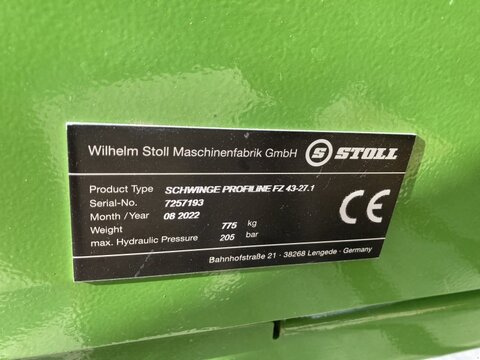 Wilhelm Stoll Maschinenfabrik GmbH S STOLL
Product Type SCHWINGE PROFILINE FZ 43-27.1
Serial-No. 7257193
Month / Year 08 2022
Weight 775 kg
max. Hydraulic Pressure 205 bar
CE
Bahnhofstraße 21 · 38268 Lengede · Germany